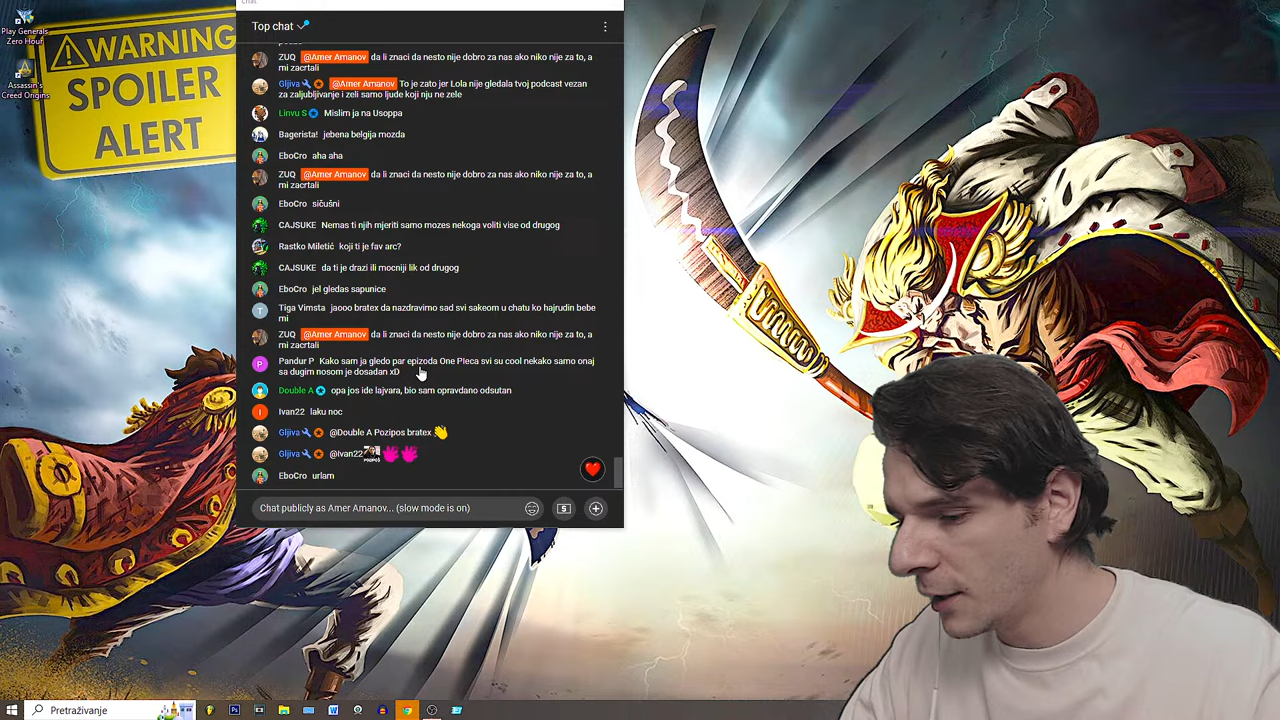 Play Generals
Zero Hour
Assassin's
Creed Origins
WARNING
SPOILER
ALERT
Top chat
ZUQ @Amer Amanov da li znaci da nesto nije dobro za nas ako niko nije za to, a
mi zacrtali
Gljiva @Amer Amanov To je zato jer Lola nije gledala tvoj podcast vezan
za zaljubljivanje i zeli samo ljude koji nju ne zele
Linvu S Mislim ja na Usoppa
Bagerista! jebena belgija mozda
EboCro aha aha
ZUQ @Amer Amanov da li znaci da nesto nije dobro za nas ako niko nije za to, a
mi zacrtali
EboCro sičušni
CAJSUKE Nemas ti njih mjeriti samo mozes nekoga voliti vise od drugog
Rastko Miletić koji ti je fav arc?
CAJSUKE da ti je drazi ili mocniji lik od drugog
EboCro jel gledas sapunice
Tiga Vimsta jaooo bratex da nazdravimo sad svi sakeom u chatu ko hajrudin bebe
mi
ZUQ @Amer Amanov da li znaci da nesto nije dobro za nas ako niko nije za to, a
mi zacrtali
Pandur P Kako sam ja gledo par epizoda One PIeca svi su cool nekako samo onaj
sa dugim nosom je dosadan xD
Double A opa jos ide lajvara, bio sam opravdano odsutan
Ivan22 laku noc
Gljiva @Double A Pozipos bratex
Gljiva @Ivan22
EboCro urlam
Chat publicly as Amer Amanov... (slow mode is on)
Pretraživanje